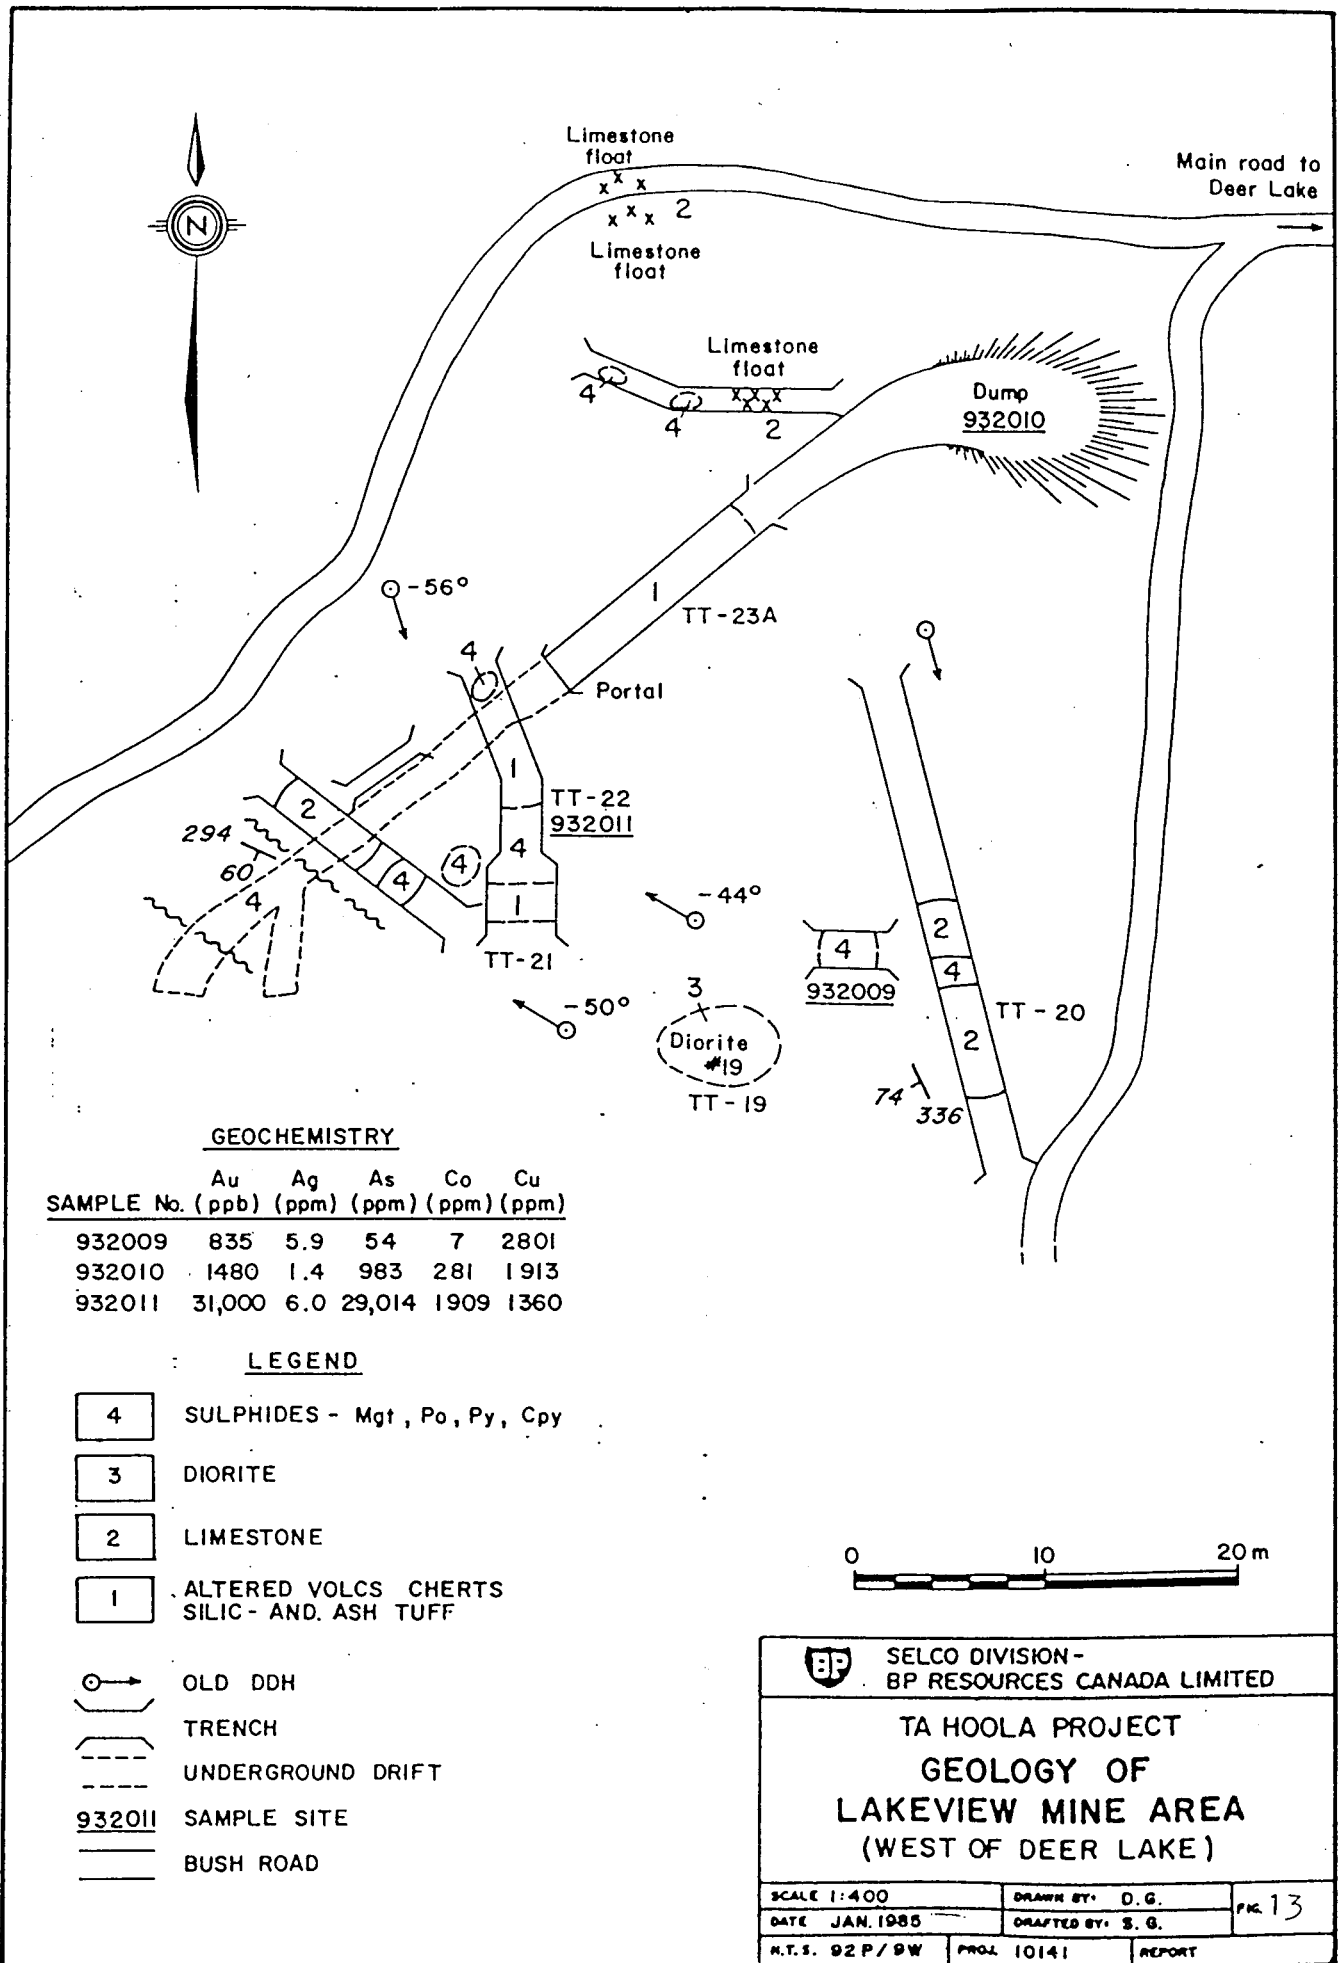 Limestone
float
Main road to
Deer Lake
2
Limestone
float
N
Limestone
float
4
4
2
Dump
932010
-56°
1
TT-23A
4
Portal
1
2
TT-22
932011
294
60
4
4
4
4
1
TT-21
-44°
-50°
3
Diorite
#19
TT-19
4
932009
2
4
TT-20
2
74
336
GEOCHEMISTRY
Au Ag As Co Cu
SAMPLE No. (ppb) (ppm) (ppm) (ppm) (ppm)
932009 835 5.9 54 7 2801
932010 1480 1.4 983 281 1913
932011 31,000 6.0 29,014 1909 1360
LEGEND
4 SULPHIDES - Mgt, Po, Py, Cpy
3 DIORITE
2 LIMESTONE
1 ALTERED VOLCS CHERTS
SILIC- AND. ASH TUFF
OLD DDH
TRENCH
UNDERGROUND DRIFT
932011 SAMPLE SITE
BUSH ROAD
0 10 20 m
BP SELCO DIVISION-
BP RESOURCES CANADA LIMITED
TA HOOLA PROJECT
GEOLOGY OF
LAKEVIEW MINE AREA
(WEST OF DEER LAKE)
SCALE 1:400 DRAWN BY: D.G. FIG. 13
DATE JAN. 1985 DRAFTED BY: S.G.
N.T.S. 92P/9W PROJ. 10141 REPORT